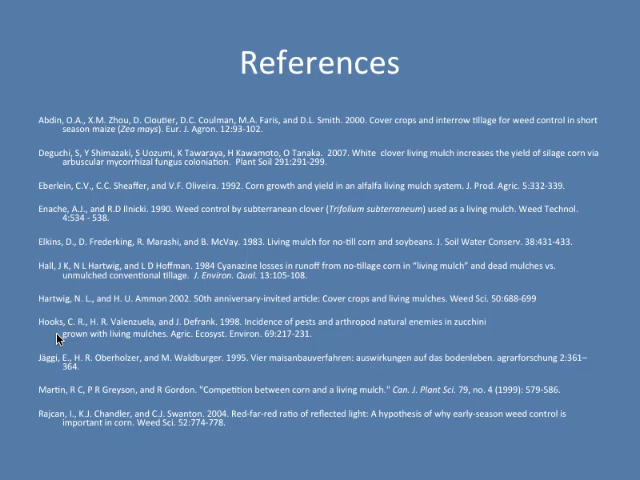 References
Abdin, O.A., X.M. Zhou, D. Cloutier, D.C. Coulman, M.A. Faris, and D.L. Smith. 2000. Cover crops and interrow tillage for weed control in short
season maize (Zea mays). Eur. J. Agron. 12:93-102.
Deguchi, S, Y Shimazaki, S Uozumi, K Tawaraya, H Kawamoto, O Tanaka.  2007. White  clover living mulch increases the yield of silage corn via
arbuscular mycorrhizal fungus colonization.  Plant Soil 291:291-299.
Eberlein, C.V., C.C. Sheaffer, and V.F. Oliveira. 1992. Corn growth and yield in an alfalfa living mulch system. J. Prod. Agric. 5:332-339.
Enache, A.J., and R.D Ilnicki. 1990. Weed control by subterranean clover (Trifolium subterraneum) used as a living mulch. Weed Technol.
4:534 - 538.
Elkins, D., D. Frederking, R. Marashi, and B. McVay. 1983. Living mulch for no-till corn and soybeans. J. Soil Water Conserv. 38:431-433.
Hall, J K, N L Hartwig, and L D Hoffman. 1984 Cyanazine losses in runoff from no-tillage corn in “living mulch” and dead mulches vs.
unmulched conventional tillage.  J. Environ. Qual. 13:105-108.
Hartwig, N. L., and H. U. Ammon 2002. 50th anniversary-invited article: Cover crops and living mulches. Weed Sci. 50:688-699
Hooks, C. R., H. R. Valenzuela, and J. Defrank. 1998. Incidence of pests and arthropod natural enemies in zucchini
grown with living mulches. Agric. Ecosyst. Environ. 69:217-231.
Jäggi, E., H. R. Oberholzer, and M. Waldburger. 1995. Vier maisanbauverfahren: auswirkungen auf das bodenleben. agrarforschung 2:361–
364.
Martin, R C, P R Greyson, and R Gordon. "Competition between corn and a living mulch." Can. J. Plant Sci. 79, no. 4 (1999): 579-586.
Rajcan, I., K.J. Chandler, and C.J. Swanton. 2004. Red-far-red ratio of reflected light: A hypothesis of why early-season weed control is
important in corn. Weed Sci. 52:774-778.